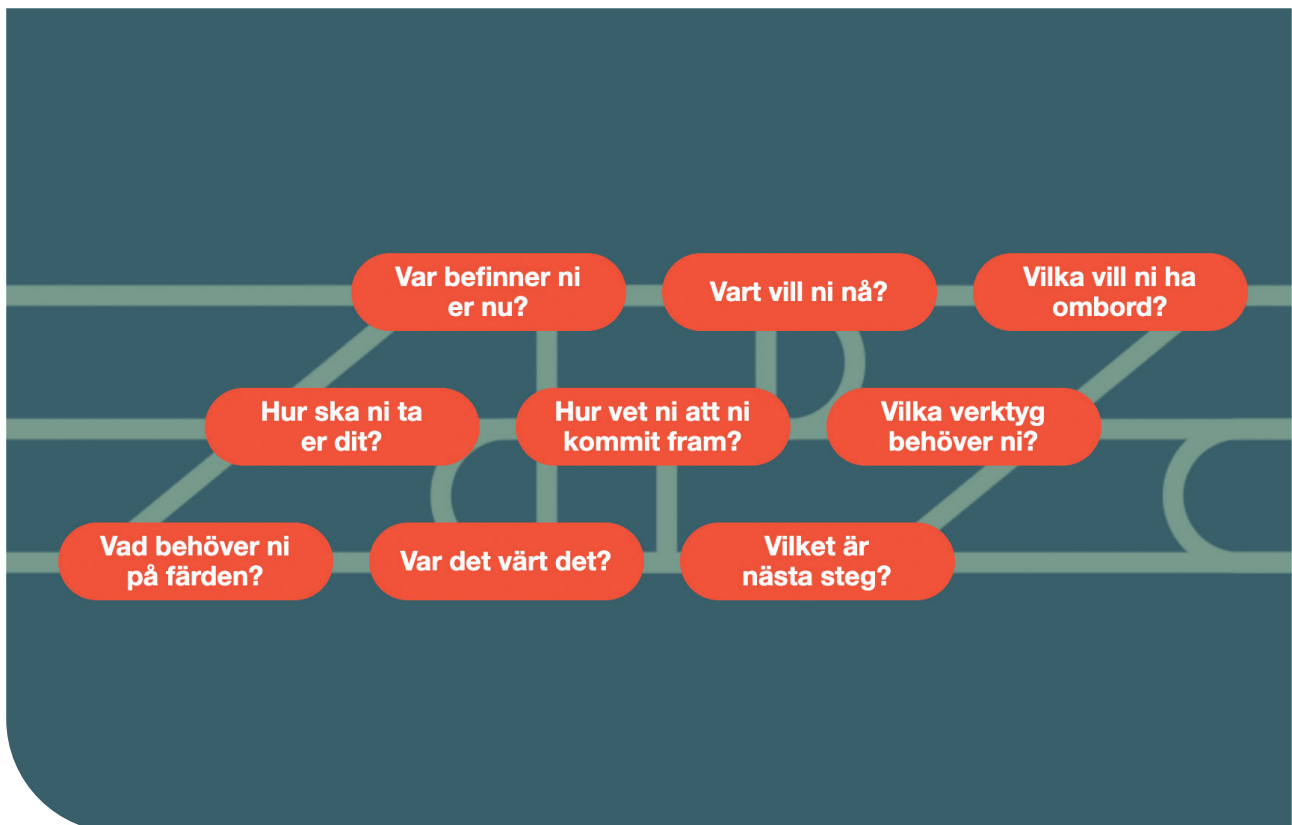 Var befinner ni
er nu?
Vart vill ni nå?
Vilka vill ni ha
ombord?
Hur ska ni ta
er dit?
Hur vet ni att ni
kommit fram?
Vilka verktyg
behöver ni?
Vad behöver ni
på färden?
Var det värt det?
Vilket är
nästa steg?